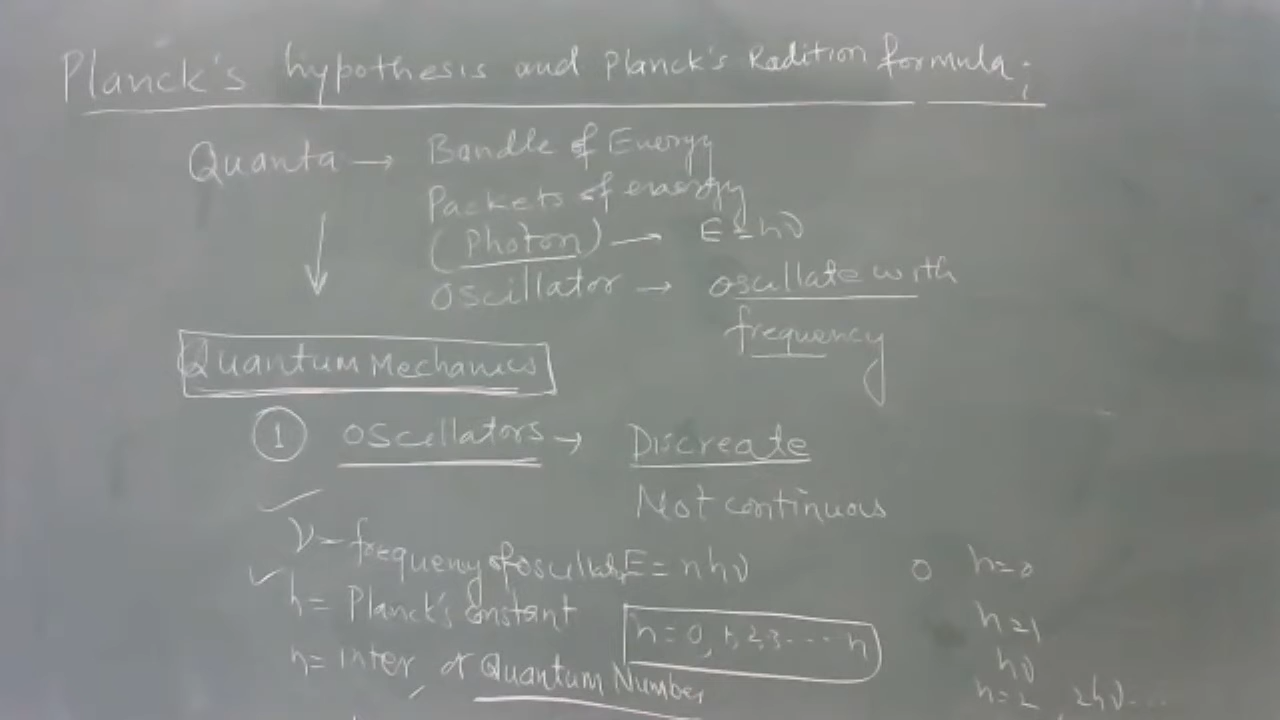 Planck's hypothesis and Planck's Radition formula:
Quanta → Bandle of Energy
Packets of energy
(Photon) → E = hν
Oscillator → oscillate with
frequency
Quantum Mechanics
① Oscillators → Discreate
Not continuous
ν – frequency of oscillator E = nhν
h = Planck's constant
n = 0, 1, 2, 3 ..... n
n = Inter or Quantum Number
0 n=0
n=1
hν
n=2, 2hν ...